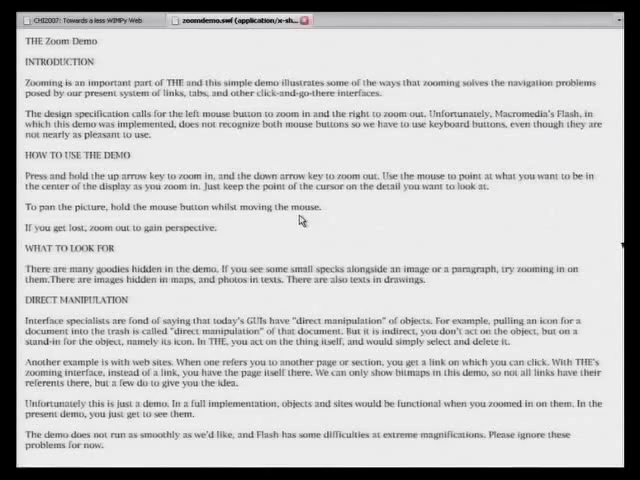 CHI2007: Towards a less WIMPy Web
zoomdemo.swf (application/x-sh...
THE Zoom Demo
INTRODUCTION
Zooming is an important part of THE and this simple demo illustrates some of the ways that zooming solves the navigation problems
posed by our present system of links, tabs, and other click-and-go-there interfaces.
The design specification calls for the left mouse button to zoom in and the right to zoom out. Unfortunately, Macromedia's Flash, in
which this demo was implemented, does not recognize both mouse buttons so we have to use keyboard buttons, even though they are
not nearly as pleasant to use.
HOW TO USE THE DEMO
Press and hold the up arrow key to zoom in, and the down arrow key to zoom out. Use the mouse to point at what you want to be in
the center of the display as you zoom in. Just keep the point of the cursor on the detail you want to look at.
To pan the picture, hold the mouse button whilst moving the mouse.
If you get lost, zoom out to gain perspective.
WHAT TO LOOK FOR
There are many goodies hidden in the demo. If you see some small specks alongside an image or a paragraph, try zooming in on
them.There are images hidden in maps, and photos in texts. There are also texts in drawings.
DIRECT MANIPULATION
Interface specialists are fond of saying that today's GUIs have "direct manipulation" of objects. For example, pulling an icon for a
document into the trash is called "direct manipulation" of that document. But it is indirect, you don't act on the object, but on a
stand-in for the object, namely its icon. In THE, you act on the thing itself, and would simply select and delete it.
Another example is with web sites. When one refers you to another page or section, you get a link on which you can click. With THE's
zooming interface, instead of a link, you have the page itself there. We can only show bitmaps in this demo, so not all links have their
referents there, but a few do to give you the idea.
Unfortunately this is just a demo. In a full implementation, objects and sites would be functional when you zoomed in on them. In the
present demo, you just get to see them.
The demo does not run as smoothly as we'd like, and Flash has some difficulties at extreme magnifications. Please ignore these
problems for now.